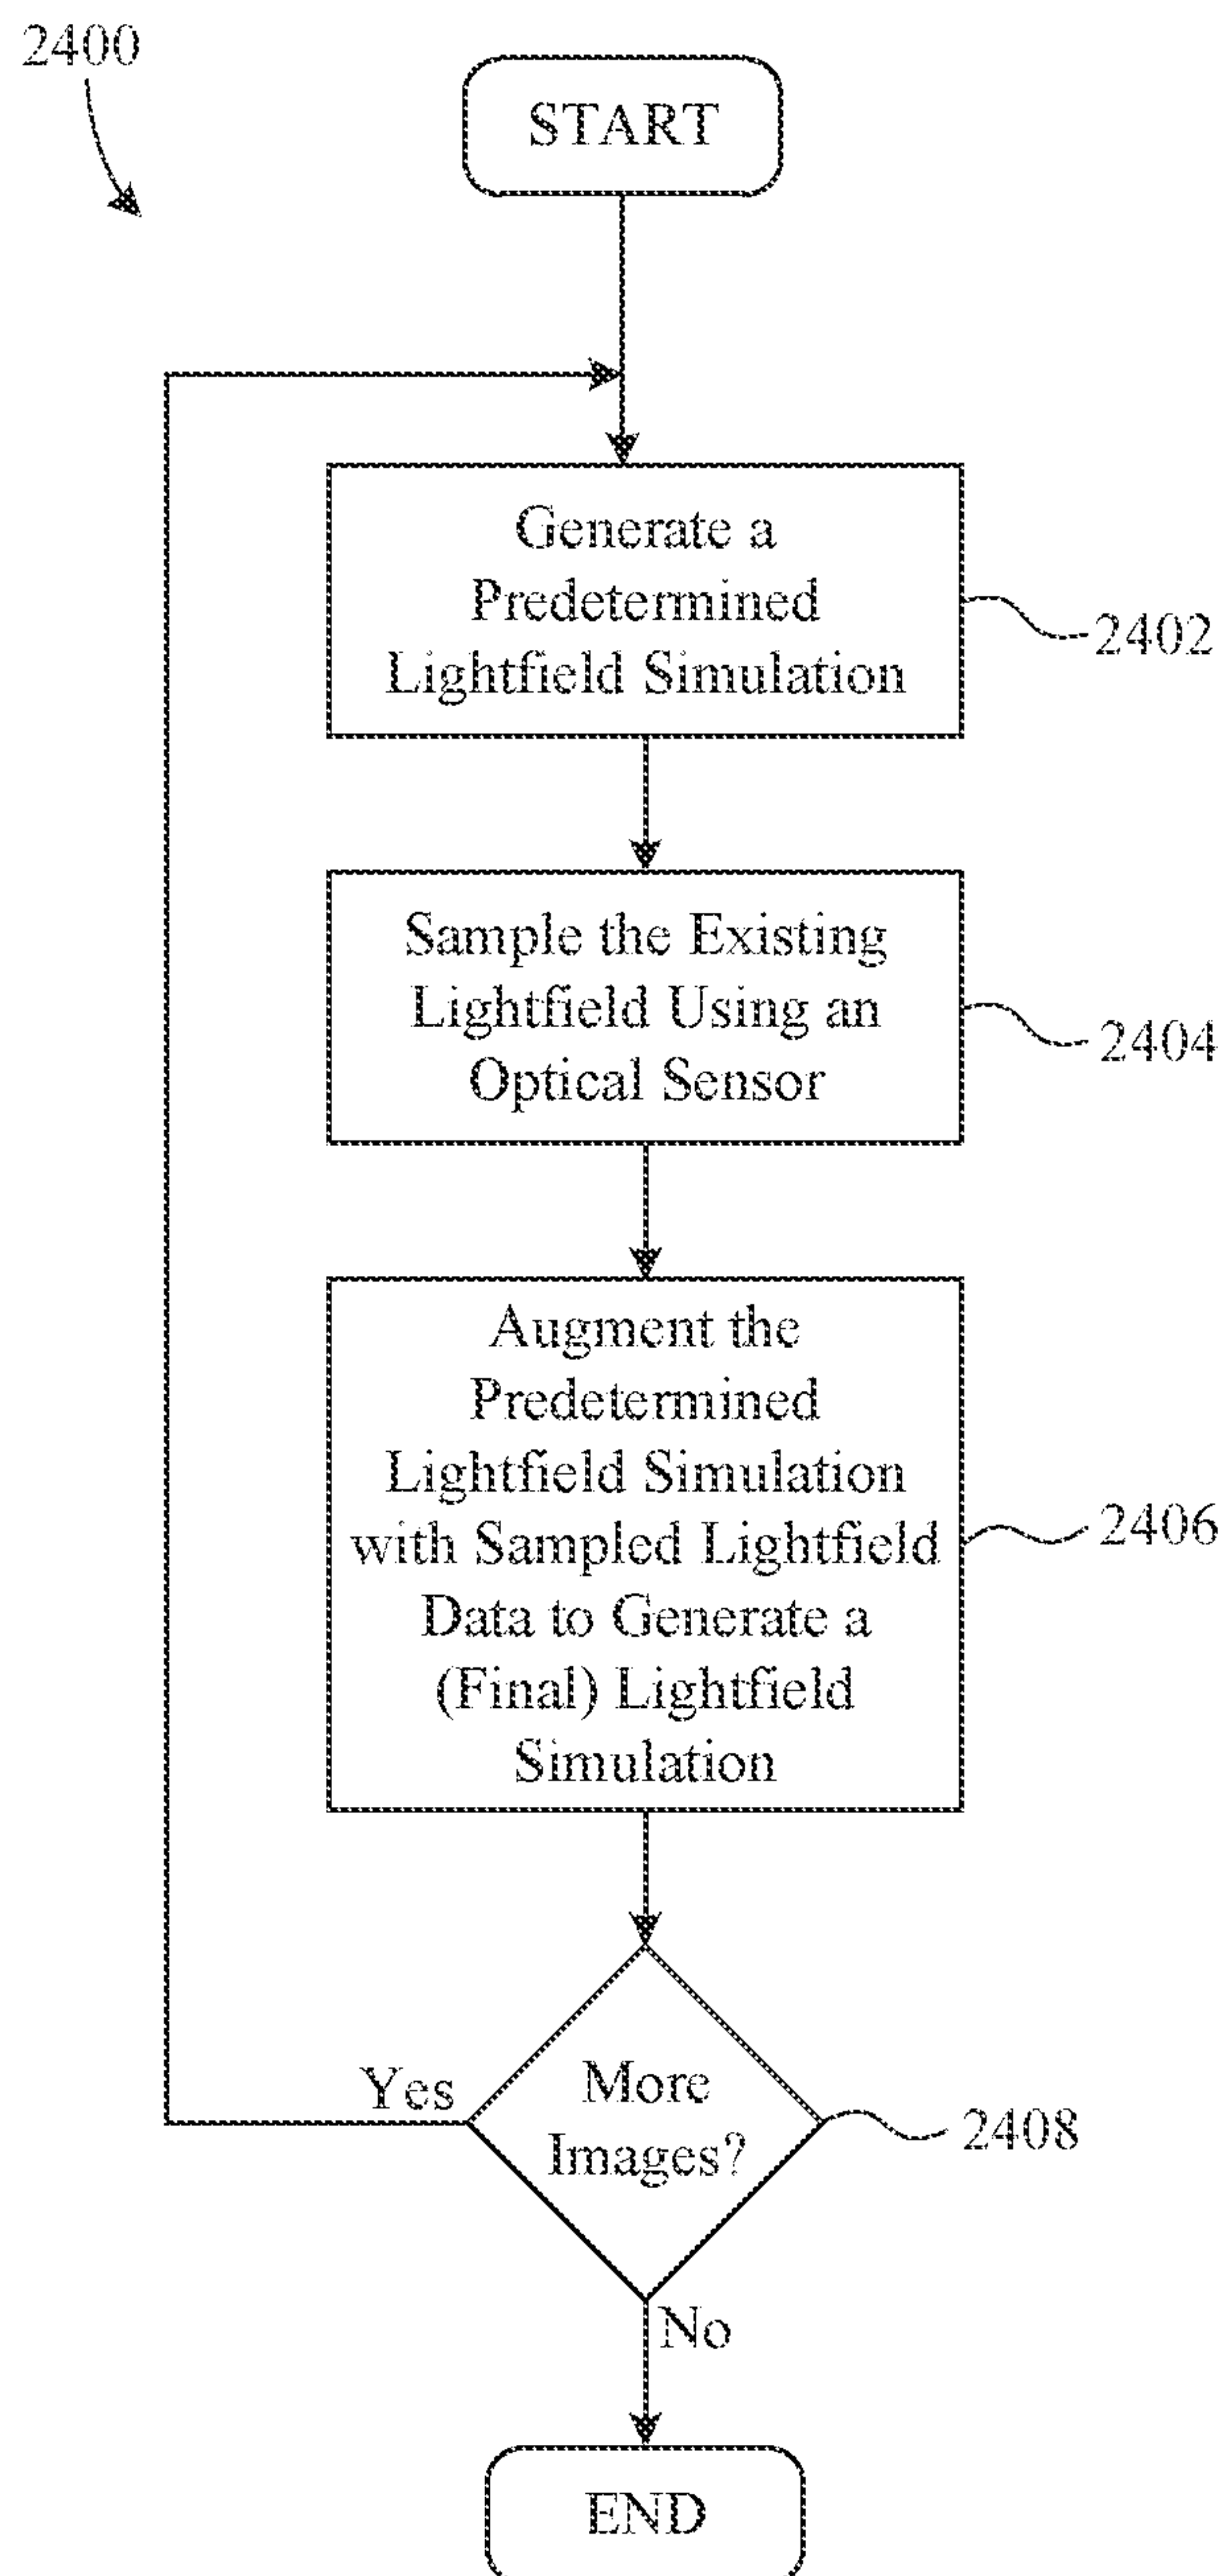 2400
START
Generate a
Predetermined
Lightfield Simulation
2402
Sample the Existing
Lightfield Using an
Optical Sensor
2404
Augment the
Predetermined
Lightfield Simulation
with Sampled Lightfield
Data to Generate a
(Final) Lightfield
Simulation
2406
Yes
More
Images?
2408
No
END